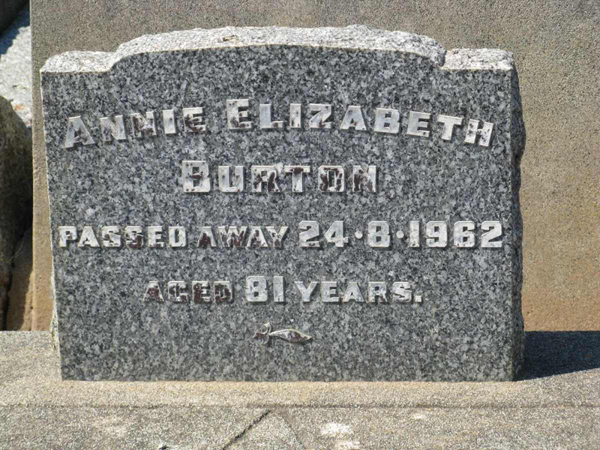 ANNIE ELIZABETH
BURTON
PASSED AWAY 24·8·1962
AGED 81 YEARS.